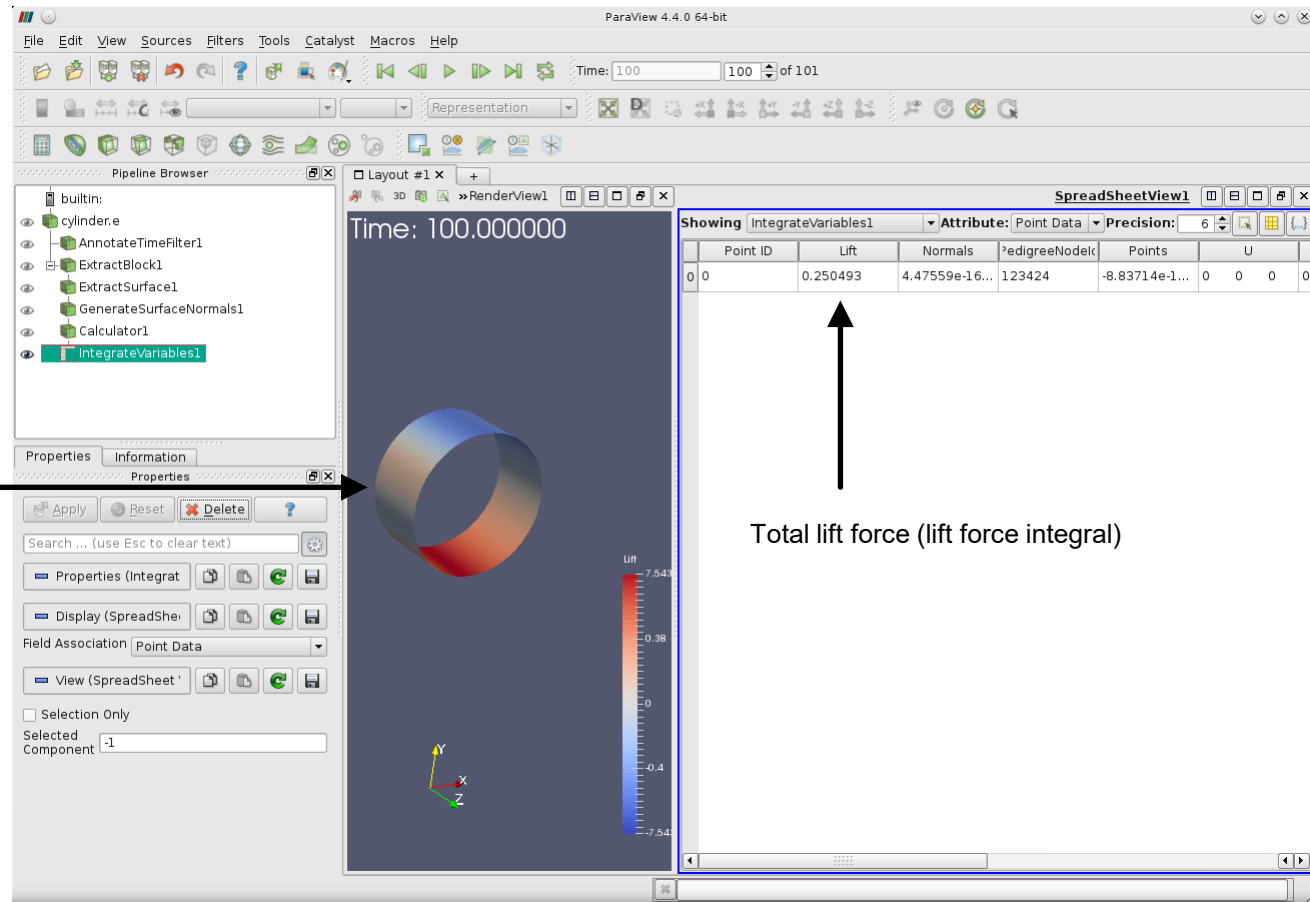 ParaView 4.4.0 64-bit
File Edit View Sources Filters Tools Catalyst Macros Help
Time: 100 100 of 101
Representation
Pipeline Browser
builtin:
cylinder.e
AnnotateTimeFilter1
ExtractBlock1
ExtractSurface1
GenerateSurfaceNormals1
Calculator1
IntegrateVariables1
Properties Information
Properties
Apply Reset Delete ?
Search ... (use Esc to clear text)
Properties (Integrat
Display (SpreadShe
Field Association Point Data
View (SpreadSheet '
Selection Only
Selected
Component -1
Layout #1 +
3D »RenderView1
Time: 100.000000
Lift
7.543
0.38
0
-0.4
-7.54
Y
X
Z
SpreadSheetView1
Showing IntegrateVariables1 Attribute: Point Data Precision: 6 {...}
Point ID Lift Normals PedigreeNodeId Points U
0 0 0.250493 4.47559e-16... 123424 -8.83714e-1... 0 0 0 0
Total lift force (lift force integral)